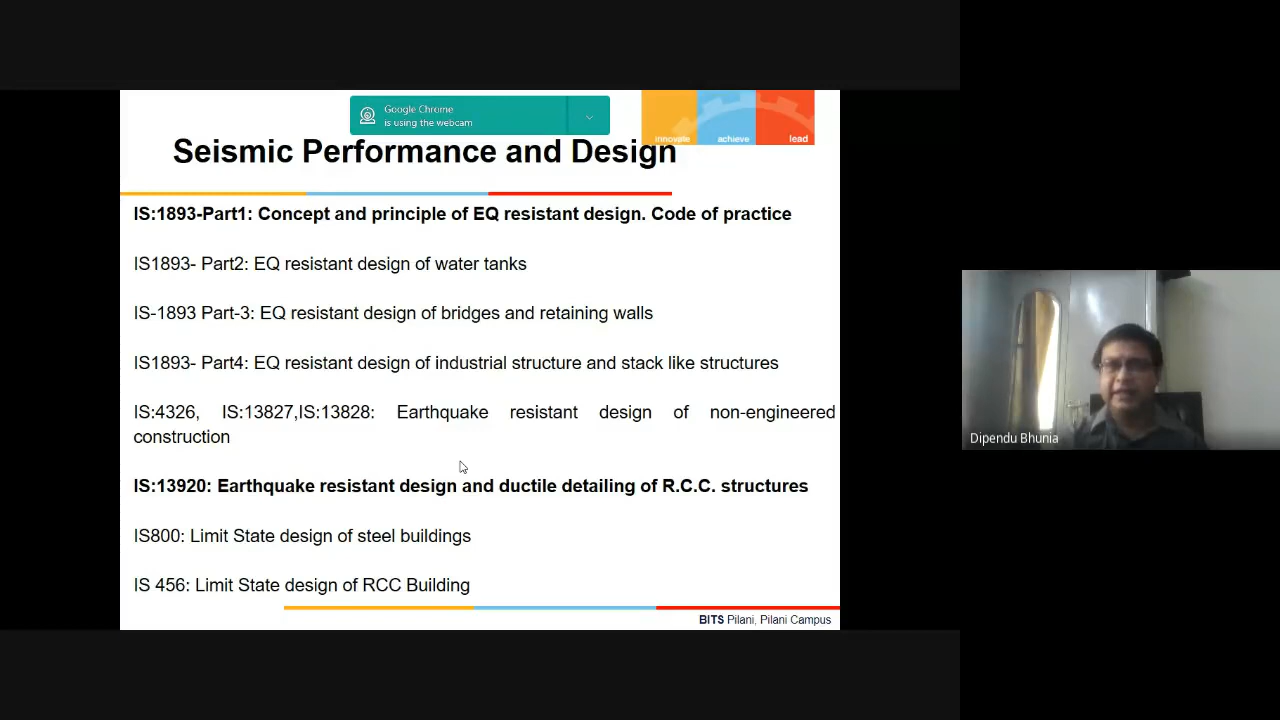 Google Chrome
is using the webcam
innovate achieve lead
Seismic Performance and Design
IS:1893-Part1: Concept and principle of EQ resistant design. Code of practice
IS1893- Part2: EQ resistant design of water tanks
IS-1893 Part-3: EQ resistant design of bridges and retaining walls
IS1893- Part4: EQ resistant design of industrial structure and stack like structures
IS:4326, IS:13827,IS:13828: Earthquake resistant design of non-engineered
construction
IS:13920: Earthquake resistant design and ductile detailing of R.C.C. structures
IS800: Limit State design of steel buildings
IS 456: Limit State design of RCC Building
BITS Pilani, Pilani Campus
Dipendu Bhunia